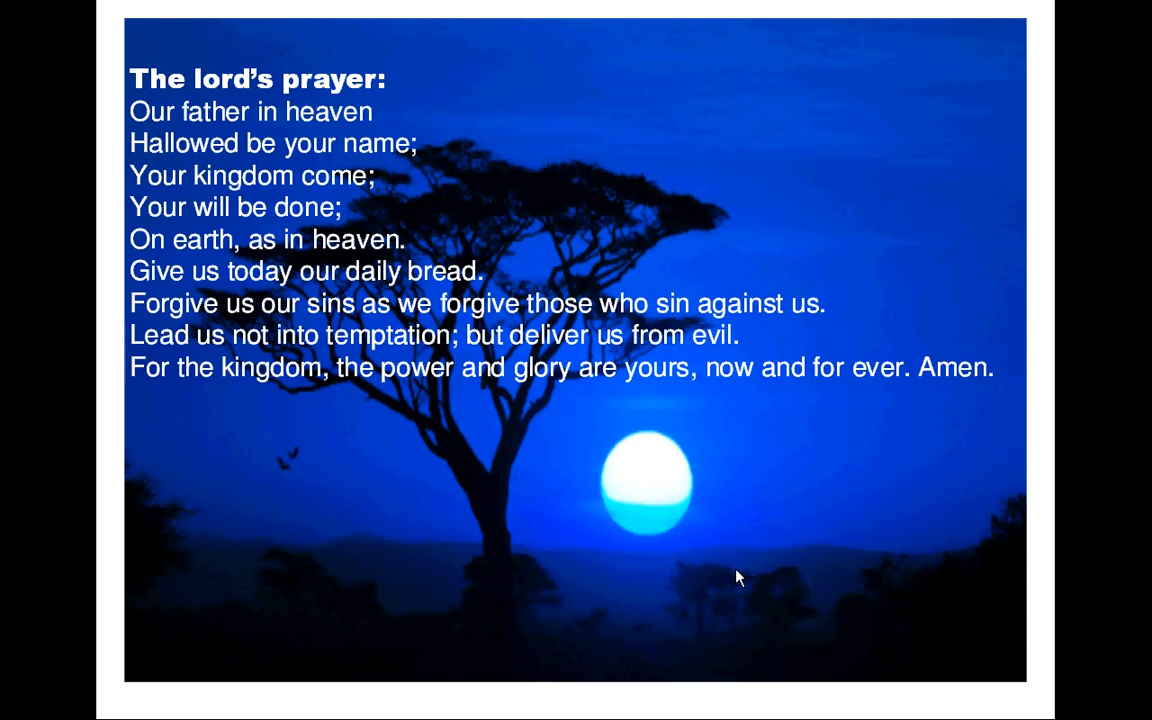 The lord’s prayer:
Our father in heaven
Hallowed be your name;
Your kingdom come;
Your will be done;
On earth, as in heaven.
Give us today our daily bread.
Forgive us our sins as we forgive those who sin against us.
Lead us not into temptation; but deliver us from evil.
For the kingdom, the power and glory are yours, now and for ever. Amen.